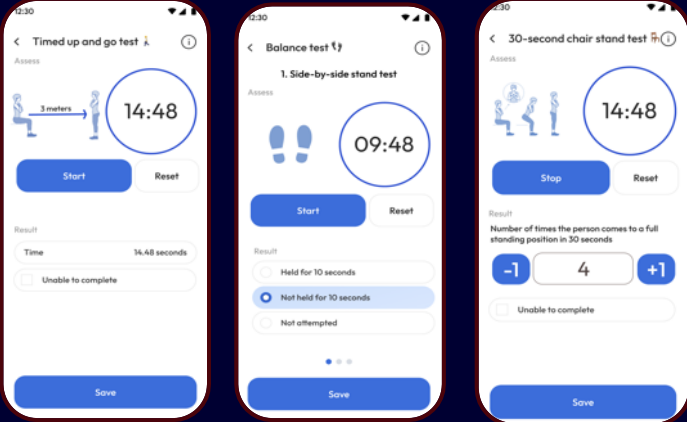 12:30
Timed up and go test
Assess
3 meters
14:48
Start
Reset
Result
Time
14.48 seconds
Unable to complete
Save
12:30
Balance test
1. Side-by-side stand test
Assess
09:48
Start
Reset
Result
Held for 10 seconds
Not held for 10 seconds
Not attempted
Save
2:30
30-second chair stand test
Assess
14:48
Stop
Reset
Result
Number of times the person comes to a full
standing position in 30 seconds
-1
4
+1
Unable to complete
Save